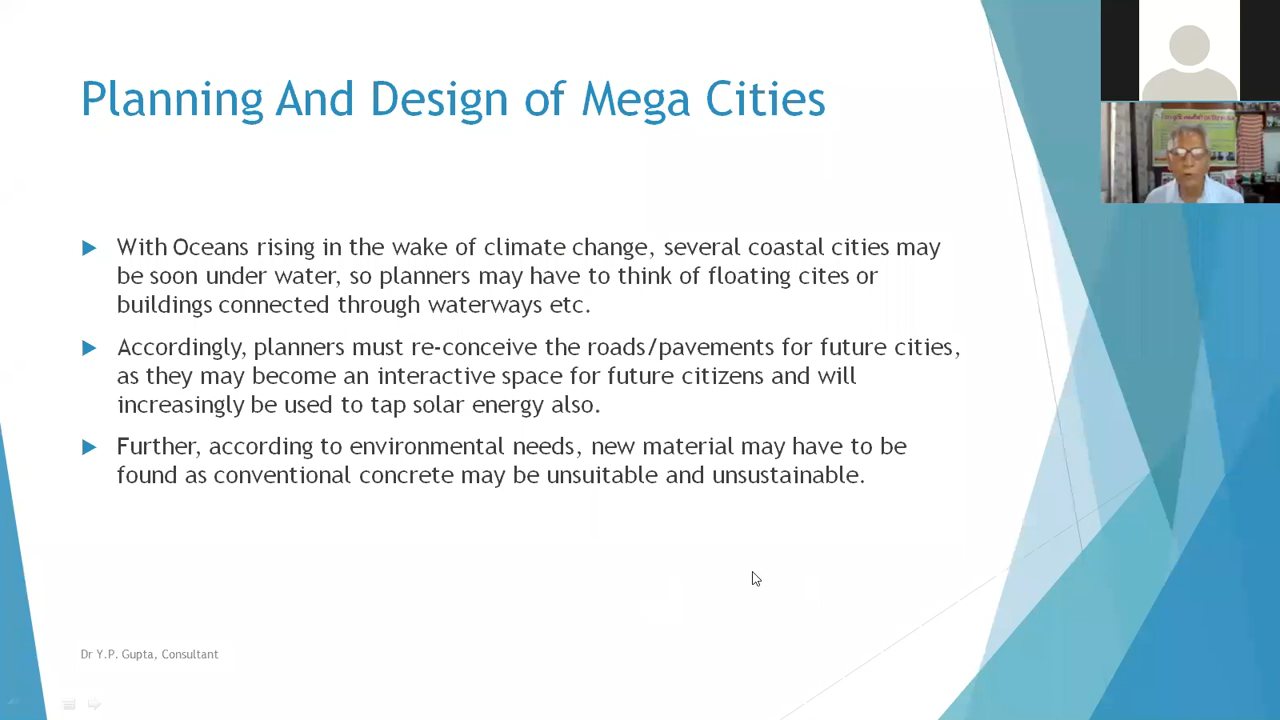 Planning And Design of Mega Cities
With Oceans rising in the wake of climate change, several coastal cities may
be soon under water, so planners may have to think of floating cites or
buildings connected through waterways etc.
Accordingly, planners must re-conceive the roads/pavements for future cities,
as they may become an interactive space for future citizens and will
increasingly be used to tap solar energy also.
Further, according to environmental needs, new material may have to be
found as conventional concrete may be unsuitable and unsustainable.
Dr Y.P. Gupta, Consultant